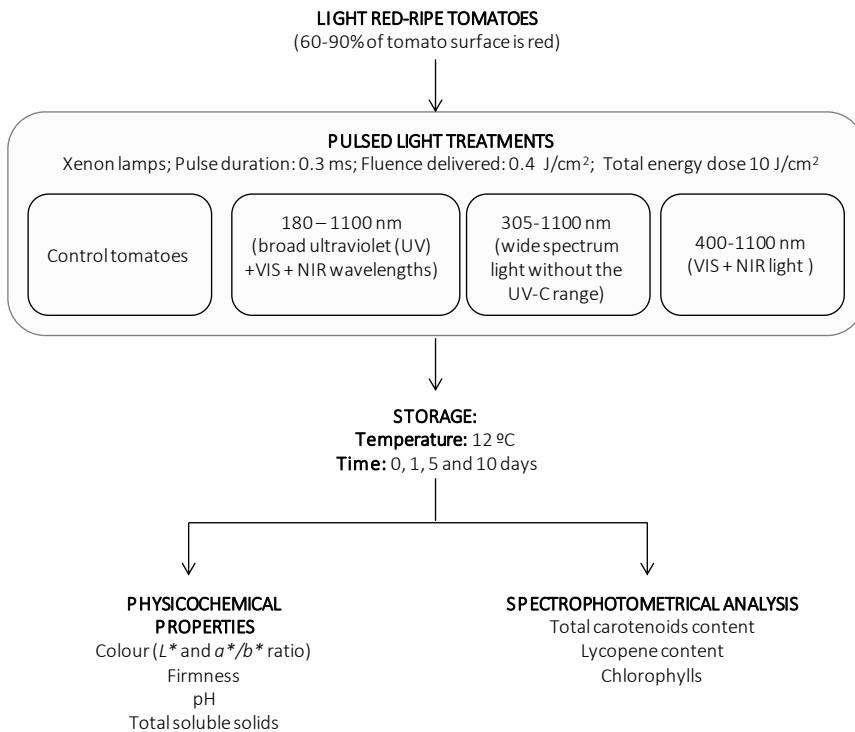 LIGHT RED-RIPE TOMATOES
(60-90% of tomato surface is red)
PULSED LIGHT TREATMENTS
Xenon lamps; Pulse duration: 0.3 ms; Fluence delivered: 0.4 J/cm²; Total energy dose 10 J/cm²
Control tomatoes
180 – 1100 nm
(broad ultraviolet (UV)
+VIS + NIR wavelengths)
305-1100 nm
(wide spectrum
light without the
UV-C range)
400-1100 nm
(VIS + NIR light )
STORAGE:
Temperature: 12 ºC
Time: 0, 1, 5 and 10 days
PHYSICOCHEMICAL
PROPERTIES
Colour (L* and a*/b* ratio)
Firmness
pH
Total soluble solids
SPECTROPHOTOMETRICAL ANALYSIS
Total carotenoids content
Lycopene content
Chlorophylls